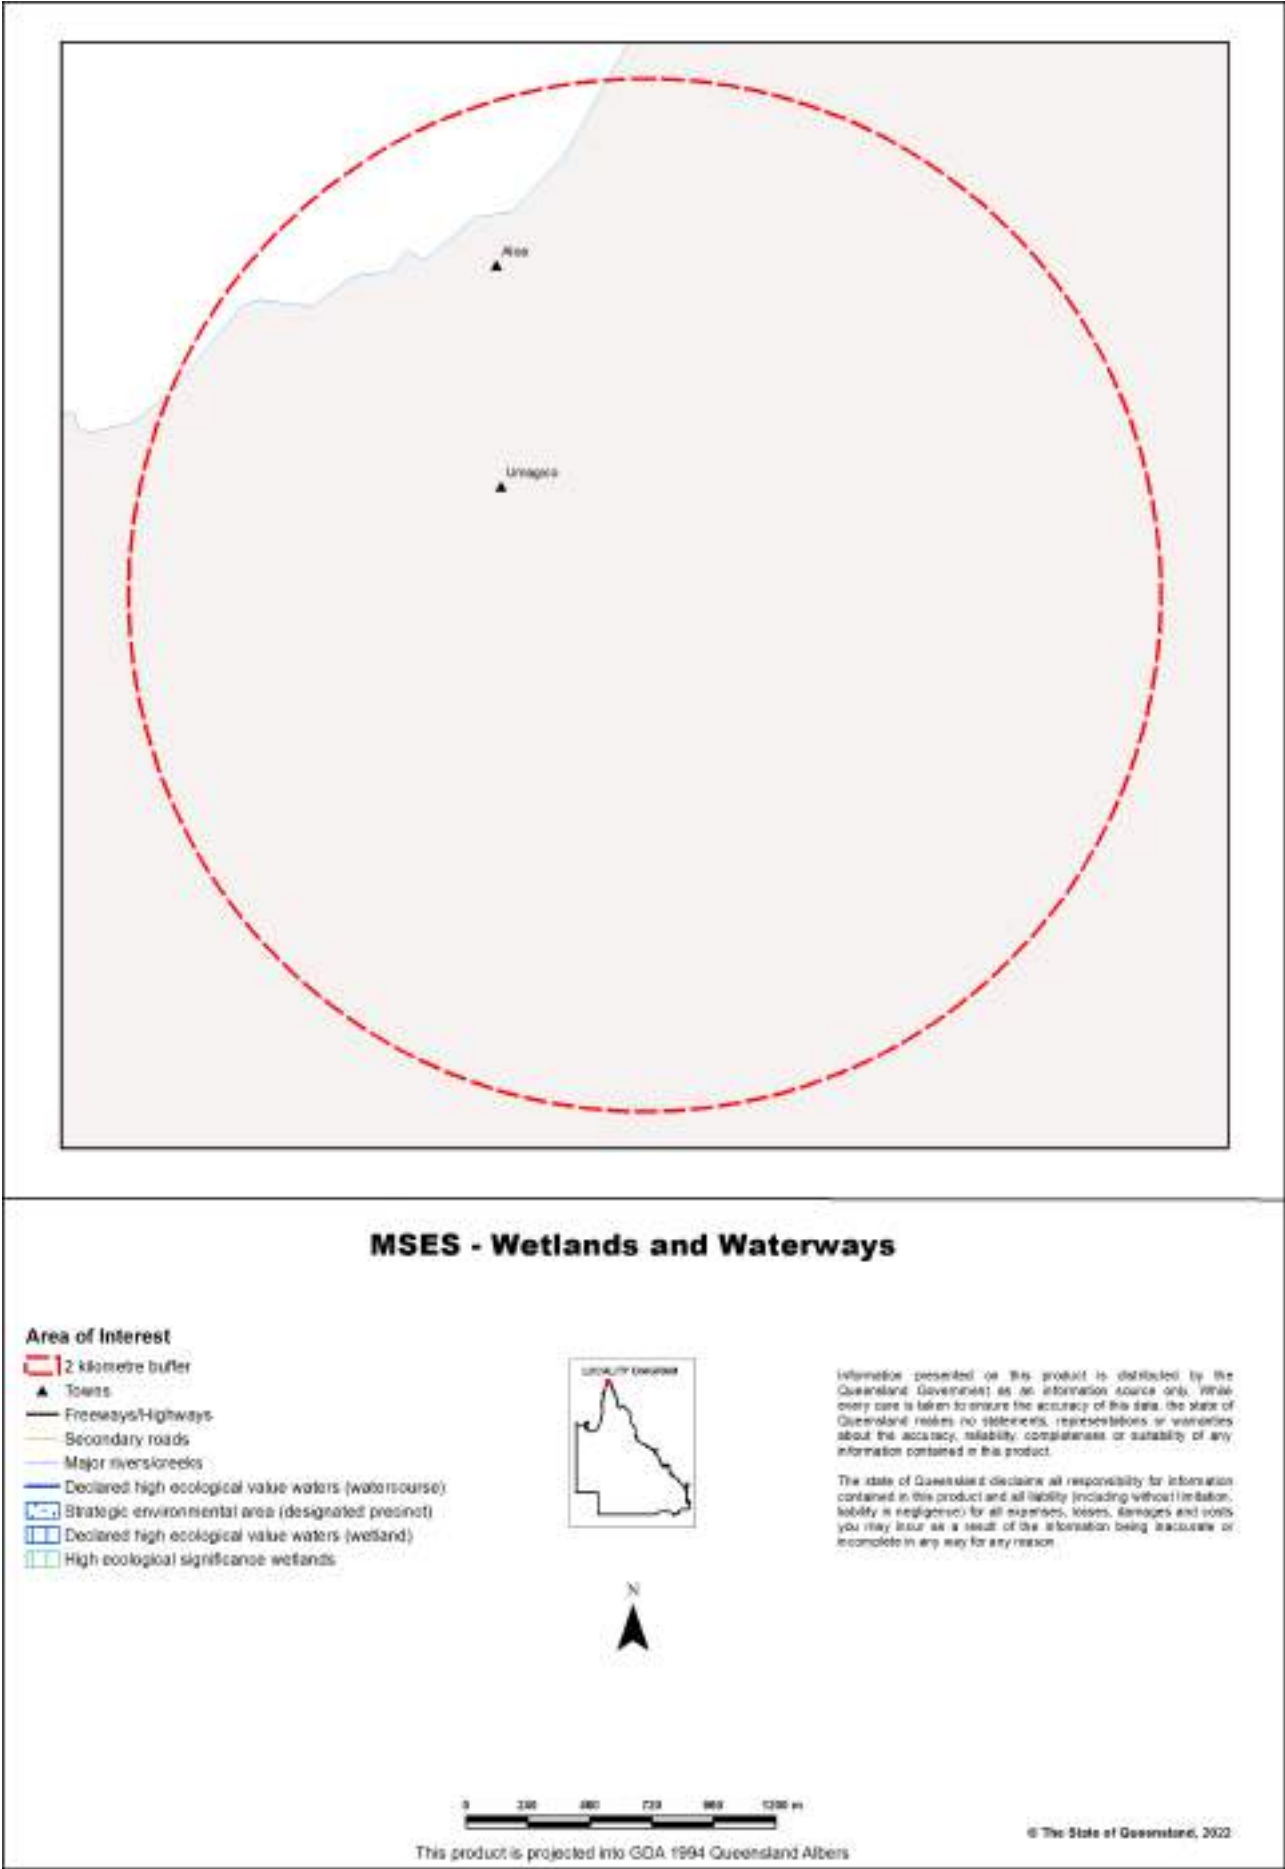 Alau
Umagico
MSES - Wetlands and Waterways
Area of Interest
2 kilometre buffer
Towns
Freeways/Highways
Secondary roads
Major rivers/creeks
Declared high ecological value waters (watercourse)
Strategic environmental area (designated precinct)
Declared high ecological value waters (wetland)
High ecological significance wetlands
LOCALITY DIAGRAM
N
Information presented on this product is distributed by the
Queensland Government as an information source only. While
every care is taken to ensure the accuracy of this data, the state of
Queensland makes no statements, representations or warranties
about the accuracy, reliability, completeness or suitability of any
information contained in this product.
The state of Queensland disclaims all responsibility for information
contained in this product and all liability (including without limitation,
liability in negligence) for all expenses, losses, damages and costs
you may incur as a result of the information being inaccurate or
incomplete in any way for any reason.
0 240 480 720 960 1200 m
This product is projected into GDA 1994 Queensland Albers
© The State of Queensland, 2022